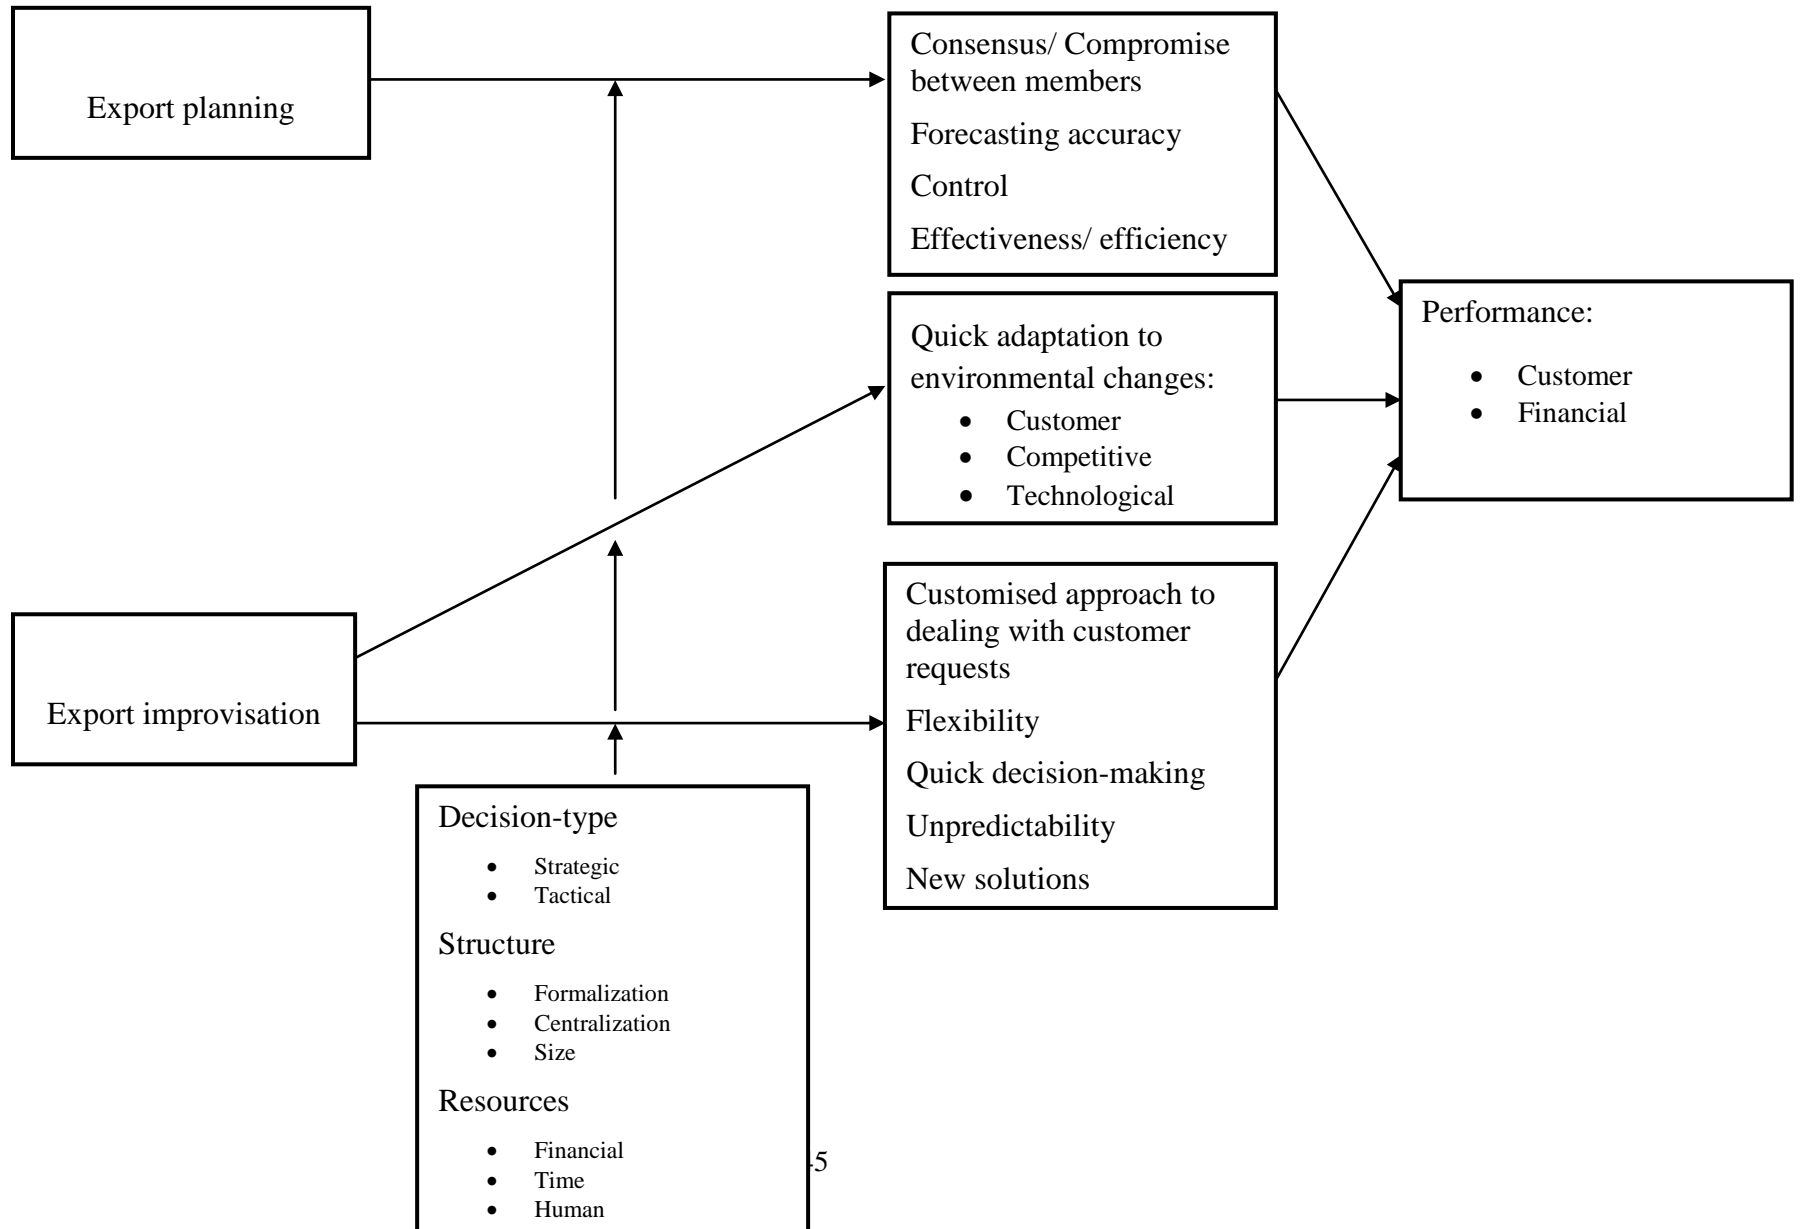 Export planning
Consensus/ Compromise
between members
Forecasting accuracy
Control
Effectiveness/ efficiency
Quick adaptation to
environmental changes:
• Customer
• Competitive
• Technological
Performance:
• Customer
• Financial
Export improvisation
Customised approach to
dealing with customer
requests
Flexibility
Quick decision-making
Unpredictability
New solutions
Decision-type
• Strategic
• Tactical
Structure
• Formalization
• Centralization
• Size
Resources
• Financial
• Time
• Human